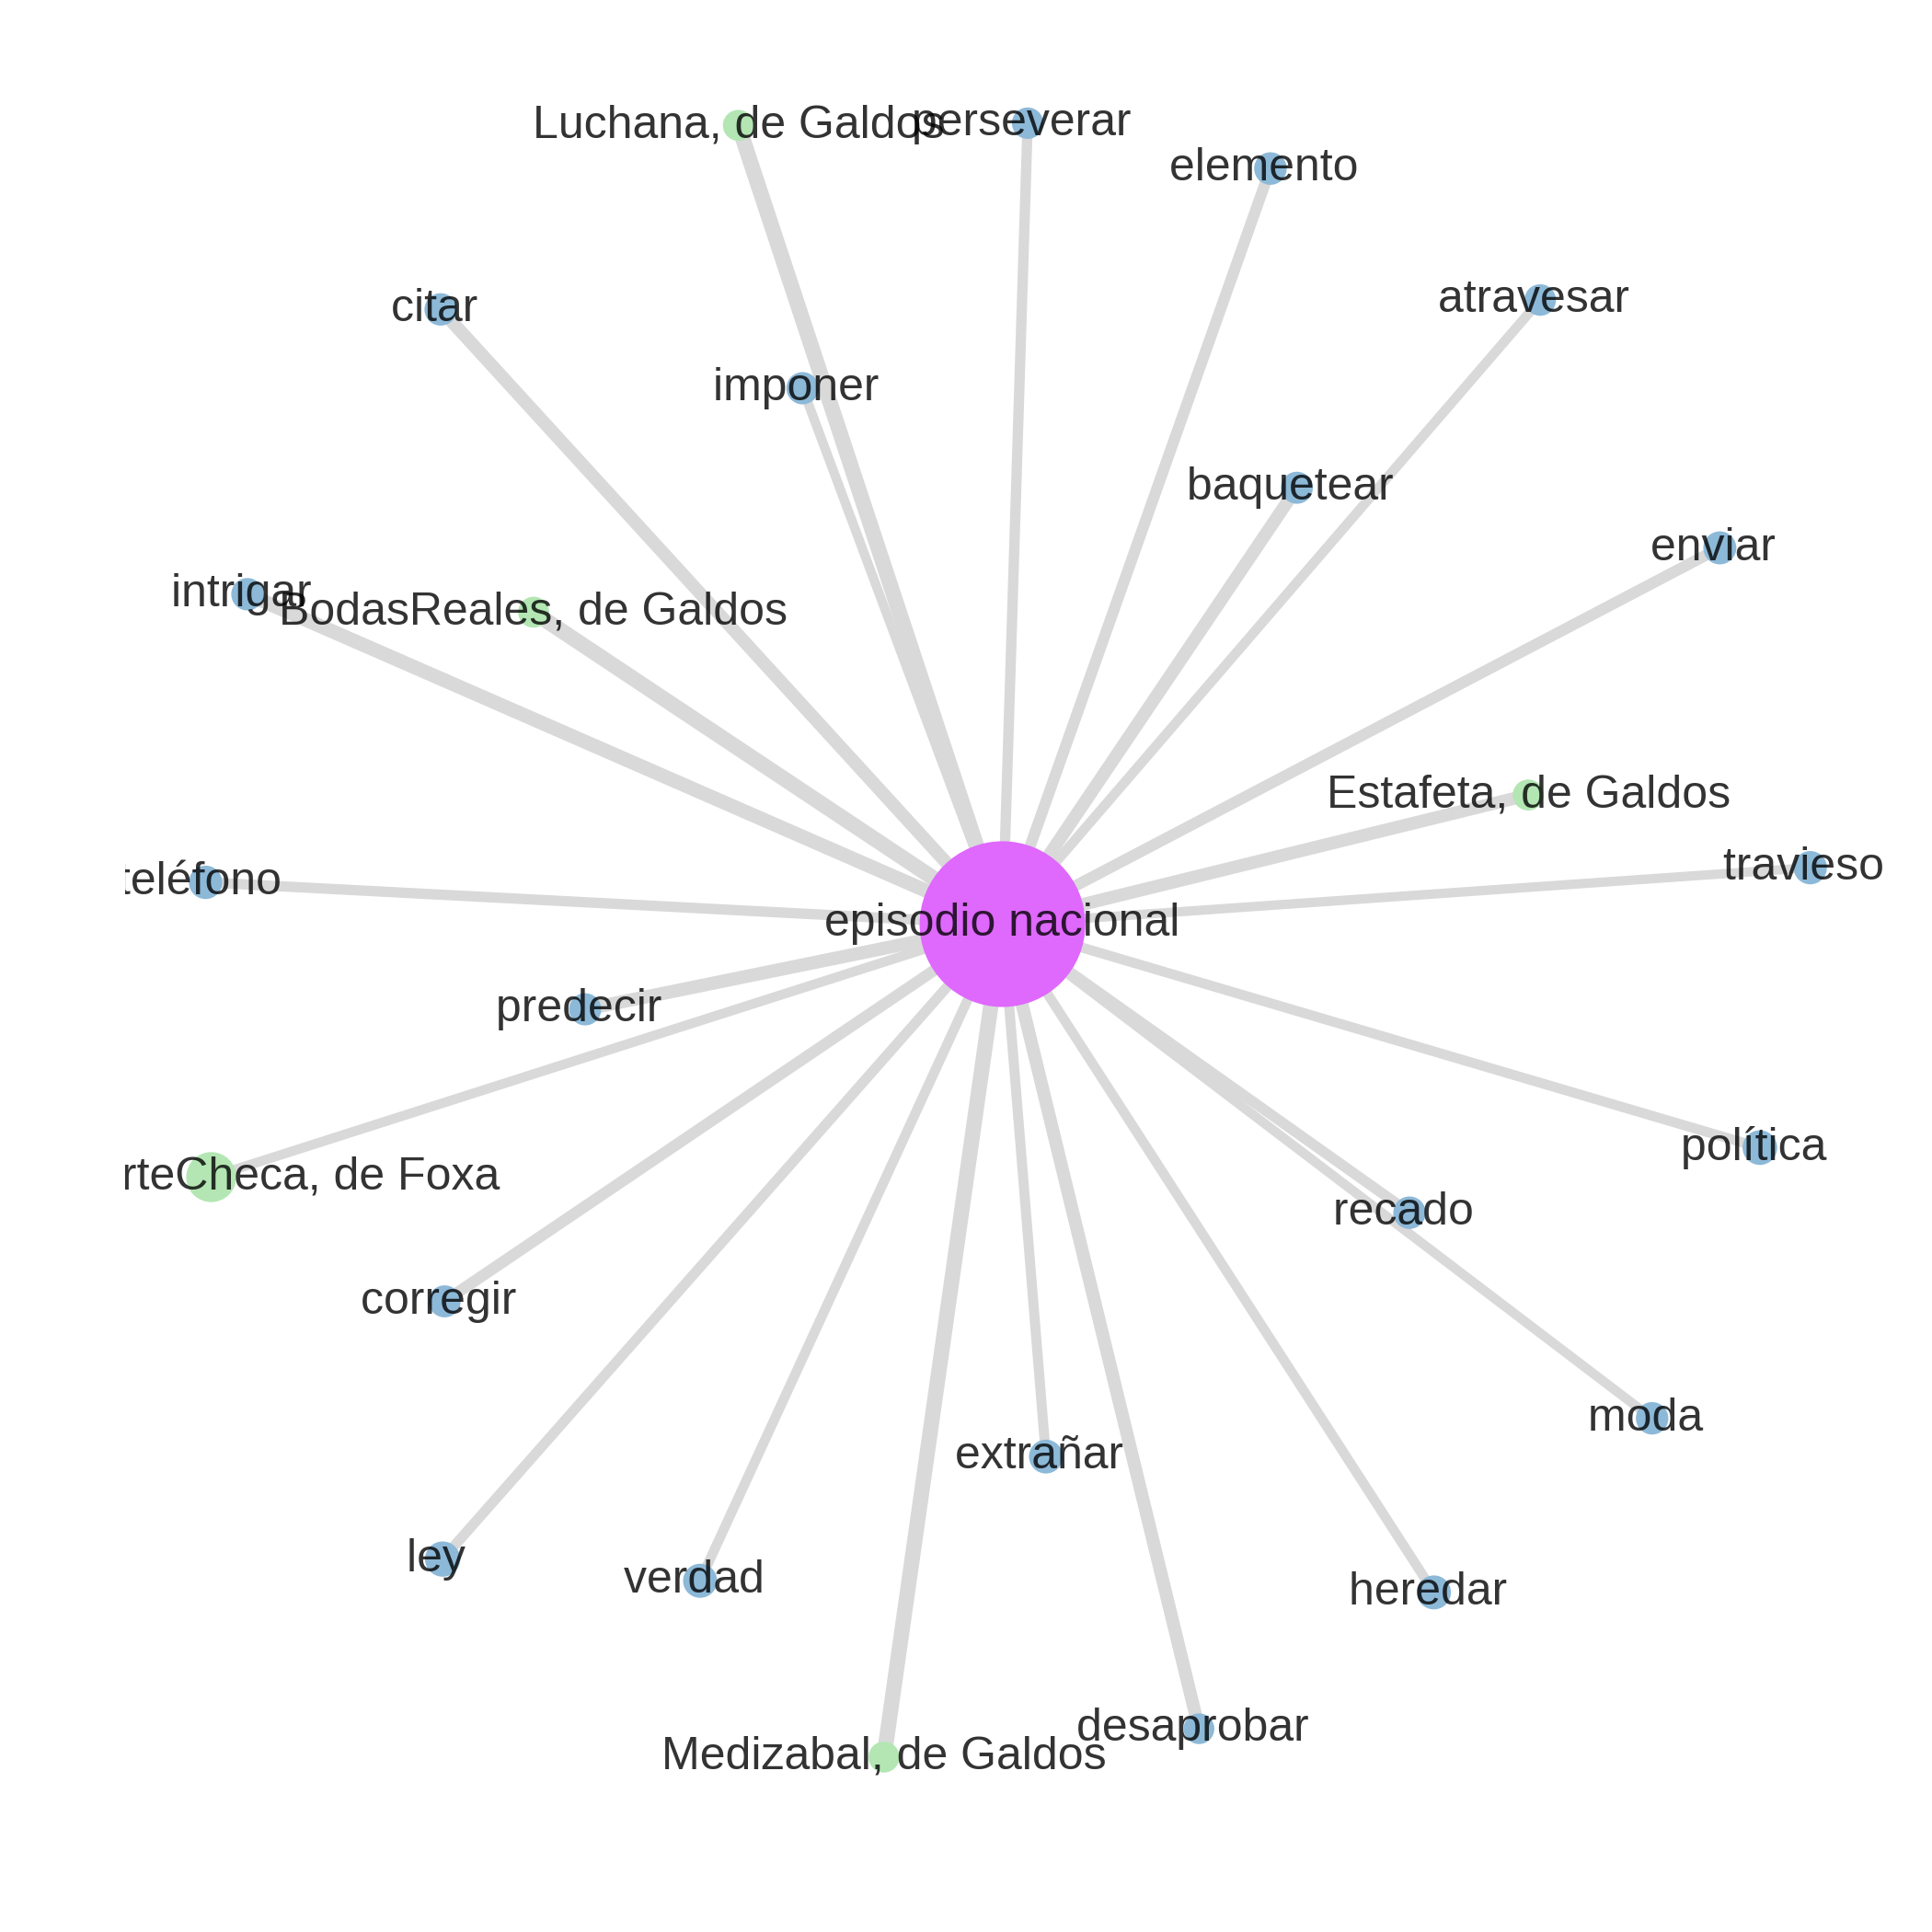 Luchana, de Galdos
perseverar
elemento
atravesar
citar
imponer
baquetear
enviar
intrigar
BodasReales, de Galdos
Estafeta, de Galdos
travieso
teléfono
episodio nacional
predecir
política
rteCheca, de Foxa
recado
corregir
moda
extrañar
ley
verdad
heredar
desaprobar
Medizabal, de Galdos